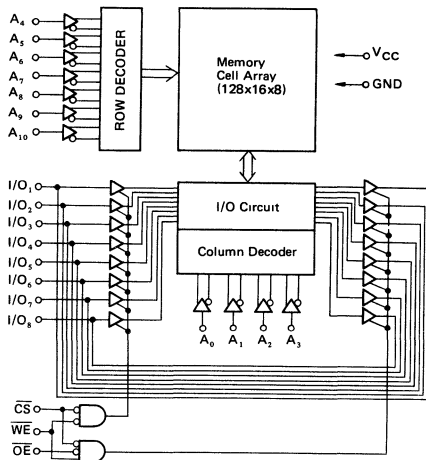 A4
A5
A6
A7
A8
A9
A10
ROW DECODER
Memory
Cell Array
(128x16x8)
VCC
GND
I/O1
I/O2
I/O3
I/O4
I/O5
I/O6
I/O7
I/O8
I/O Circuit
Column Decoder
A0 A1 A2 A3
CS
WE
OE